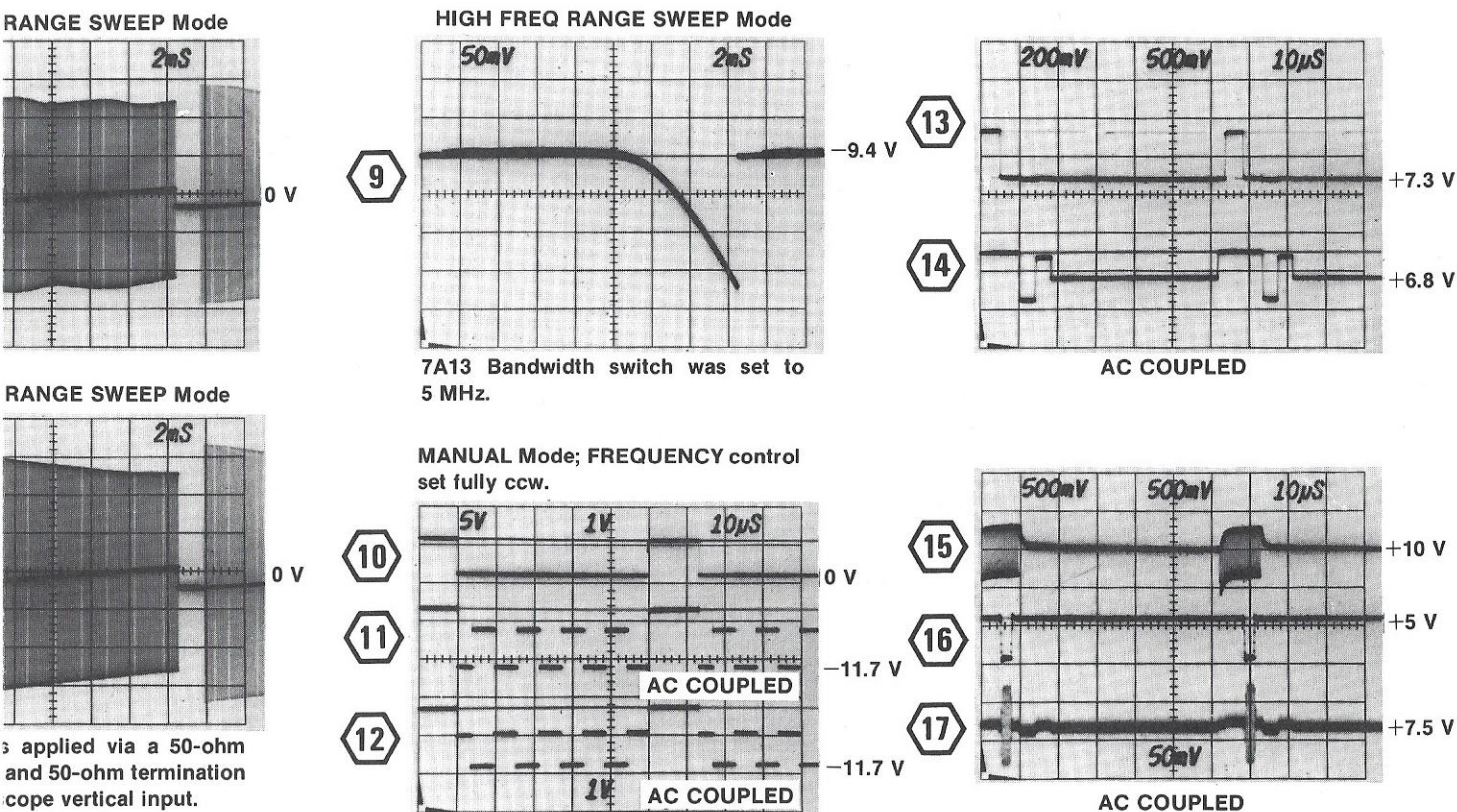 RANGE SWEEP Mode
2mS
0 V
RANGE SWEEP Mode
2mS
0 V
s applied via a 50-ohm
and 50-ohm termination
scope vertical input.
HIGH FREQ RANGE SWEEP Mode
50mV 2mS
9
−9.4 V
7A13 Bandwidth switch was set to
5 MHz.
MANUAL Mode; FREQUENCY control
set fully ccw.
5V 1V 10µS
10
0 V
11
−11.7 V
AC COUPLED
12
−11.7 V
1V AC COUPLED
200mV 500mV 10µS
13
+7.3 V
14
+6.8 V
AC COUPLED
500mV 500mV 10µS
15
+10 V
16
+5 V
17
+7.5 V
50mV
AC COUPLED